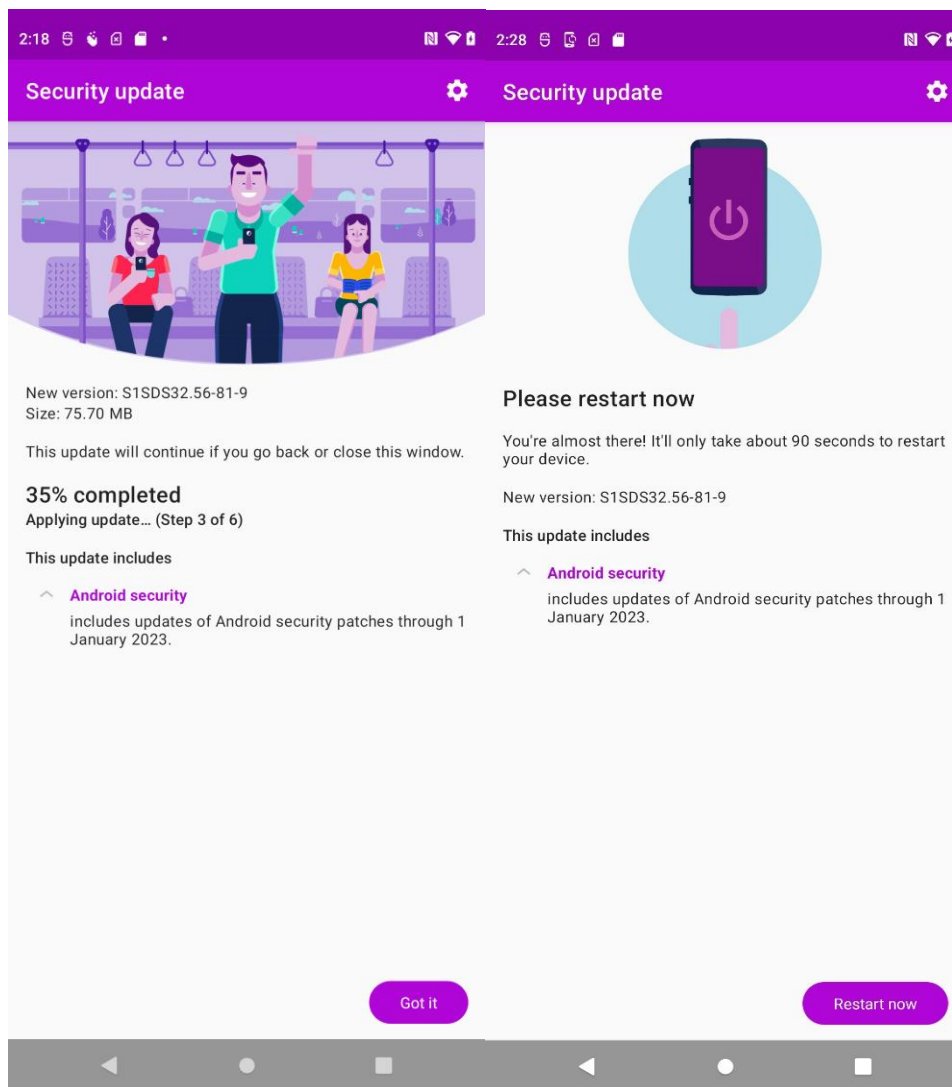 2:18
Security update
New version: S1SDS32.56-81-9
Size: 75.70 MB
This update will continue if you go back or close this window.
35% completed
Applying update… (Step 3 of 6)
This update includes
Android security
includes updates of Android security patches through 1
January 2023.
Got it
2:28
Security update
Please restart now
You're almost there! It'll only take about 90 seconds to restart
your device.
New version: S1SDS32.56-81-9
This update includes
Android security
includes updates of Android security patches through 1
January 2023.
Restart now